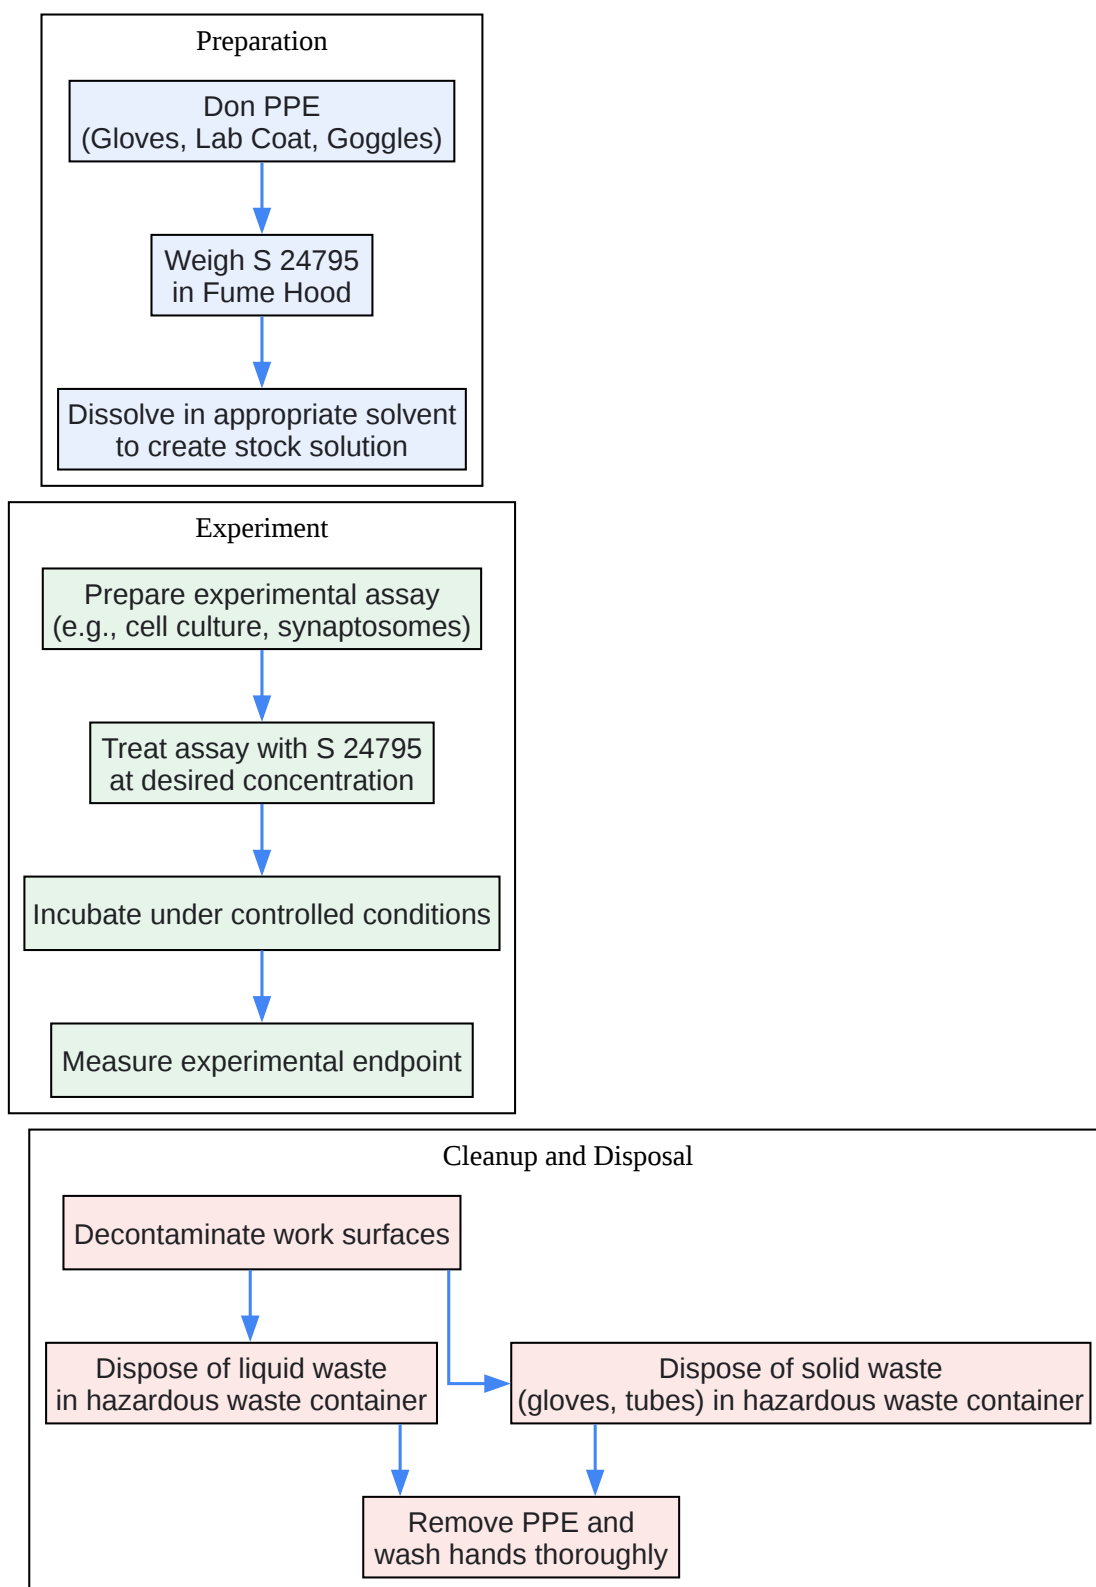 Preparation
Don PPE
(Gloves, Lab Coat, Goggles)
Weigh S 24795
in Fume Hood
Dissolve in appropriate solvent
to create stock solution
Experiment
Prepare experimental assay
(e.g., cell culture, synaptosomes)
Treat assay with S 24795
at desired concentration
Incubate under controlled conditions
Measure experimental endpoint
Cleanup and Disposal
Decontaminate work surfaces
Dispose of liquid waste
in hazardous waste container
Dispose of solid waste
(gloves, tubes) in hazardous waste container
Remove PPE and
wash hands thoroughly